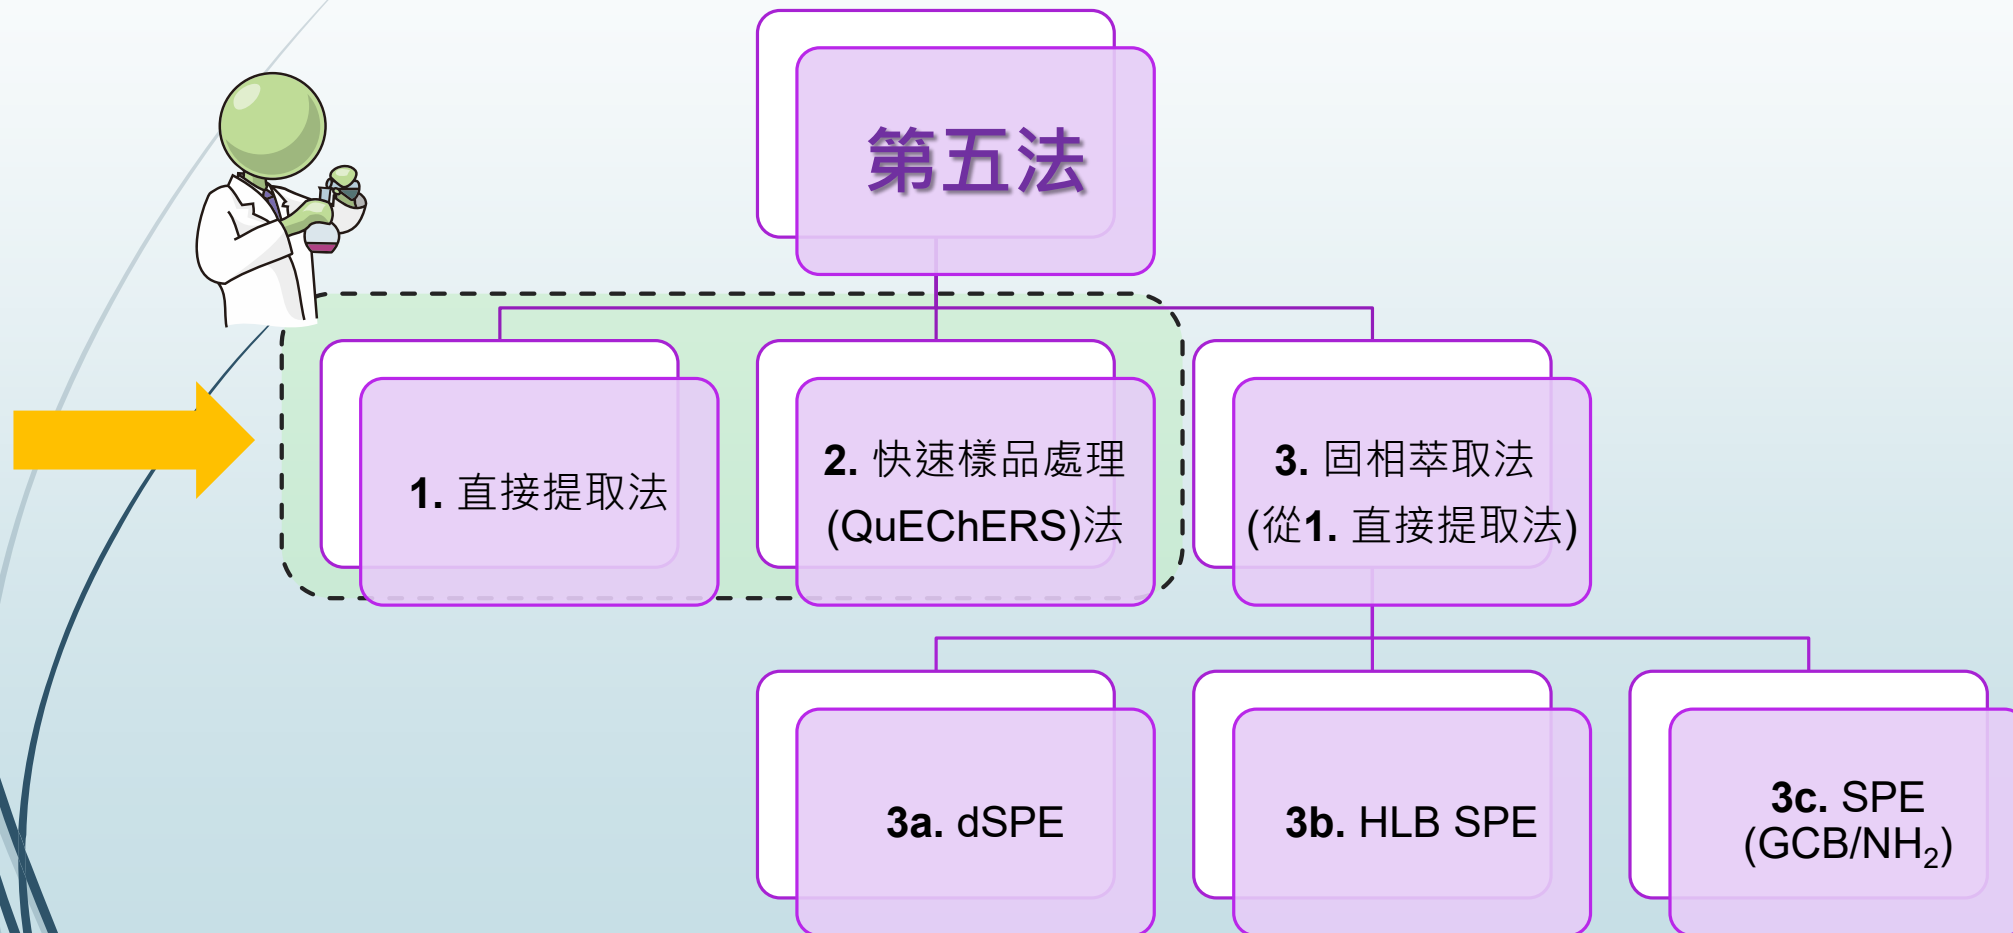 第五法
1. 直接提取法
2. 快速樣品處理
(QuEChERS)法
3. 固相萃取法
(從1. 直接提取法)
3a. dSPE
3b. HLB SPE
3c. SPE
(GCB/NH₂)